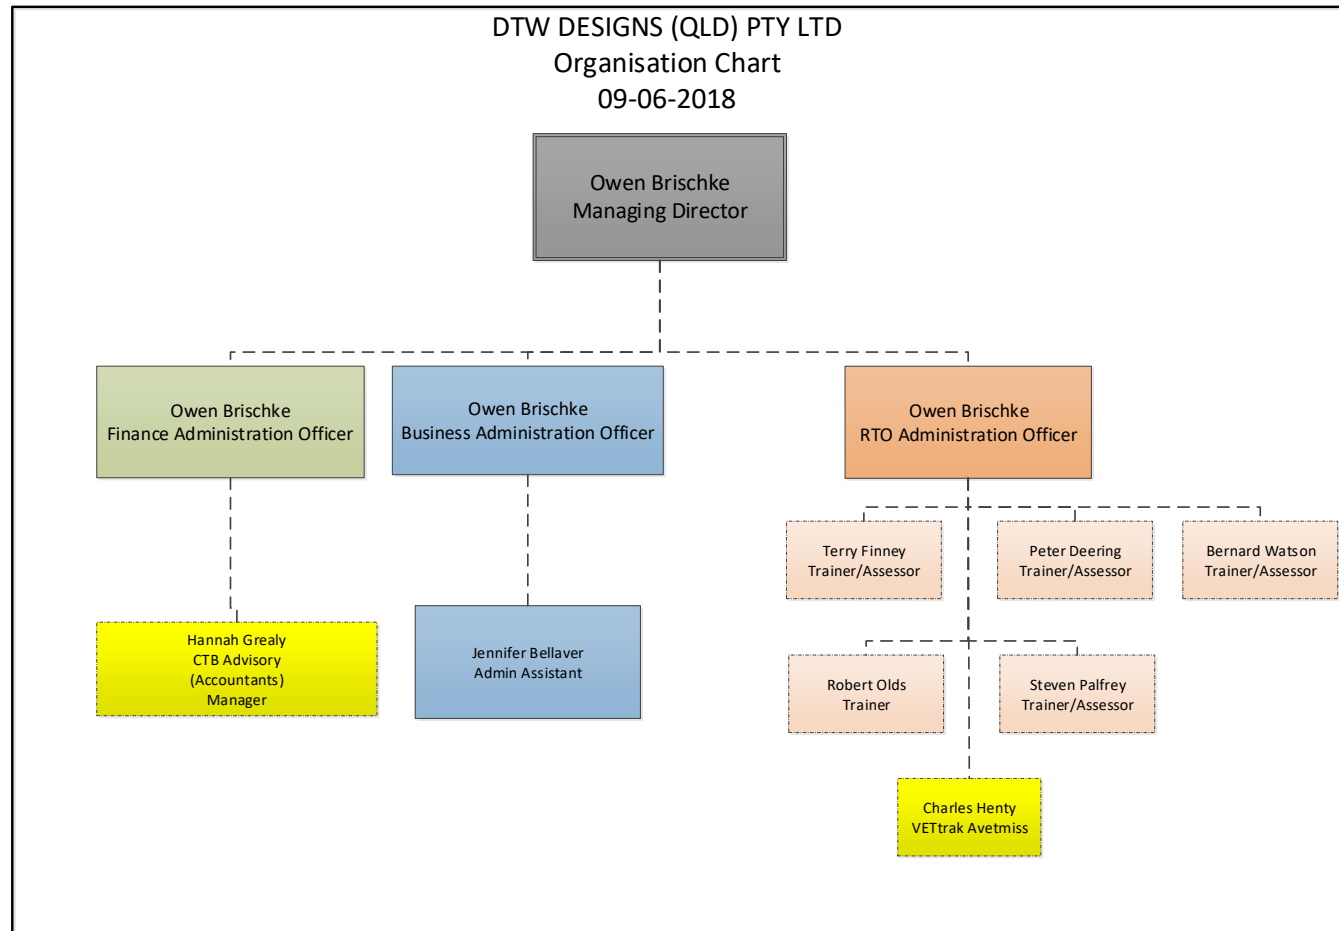 DTW DESIGNS (QLD) PTY LTD
Organisation Chart
09-06-2018
Owen Brischke
Managing Director
Owen Brischke
Finance Administration Officer
Owen Brischke
Business Administration Officer
Owen Brischke
RTO Administration Officer
Terry Finney
Trainer/Assessor
Peter Deering
Trainer/Assessor
Bernard Watson
Trainer/Assessor
Hannah Grealy
CTB Advisory
(Accountants)
Manager
Jennifer Bellaver
Admin Assistant
Robert Olds
Trainer
Steven Palfrey
Trainer/Assessor
Charles Henty
VETtrak Avetmiss